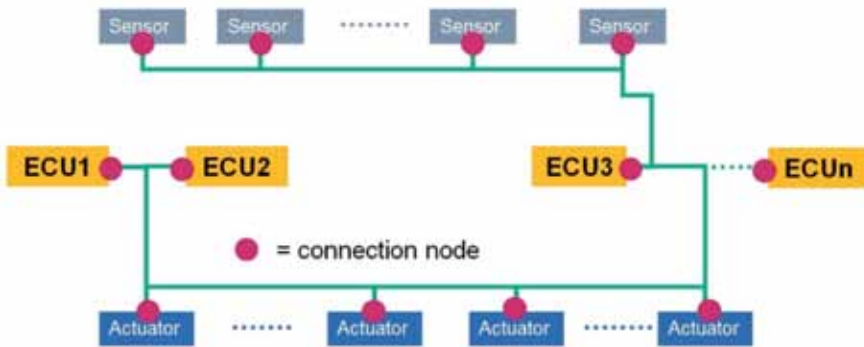 Sensor Sensor Sensor Sensor
ECU1 ECU2 ECU3 ECUn
= connection node
Actuator Actuator Actuator Actuator